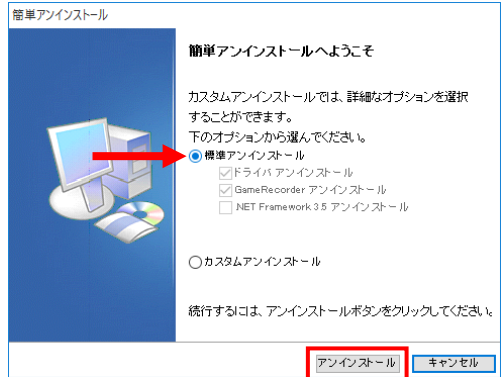 簡単アンインストール
簡単アンインストールへようこそ
カスタムアンインストールでは、詳細なオプションを選択
することができます。
下のオプションから選んでください。
標準アンインストール
ドライバ アンインストール
GameRecorder アンインストール
.NET Framework 3.5 アンインストール
カスタムアンインストール
続行するには、アンインストールボタンをクリックしてください。
アンインストール
キャンセル